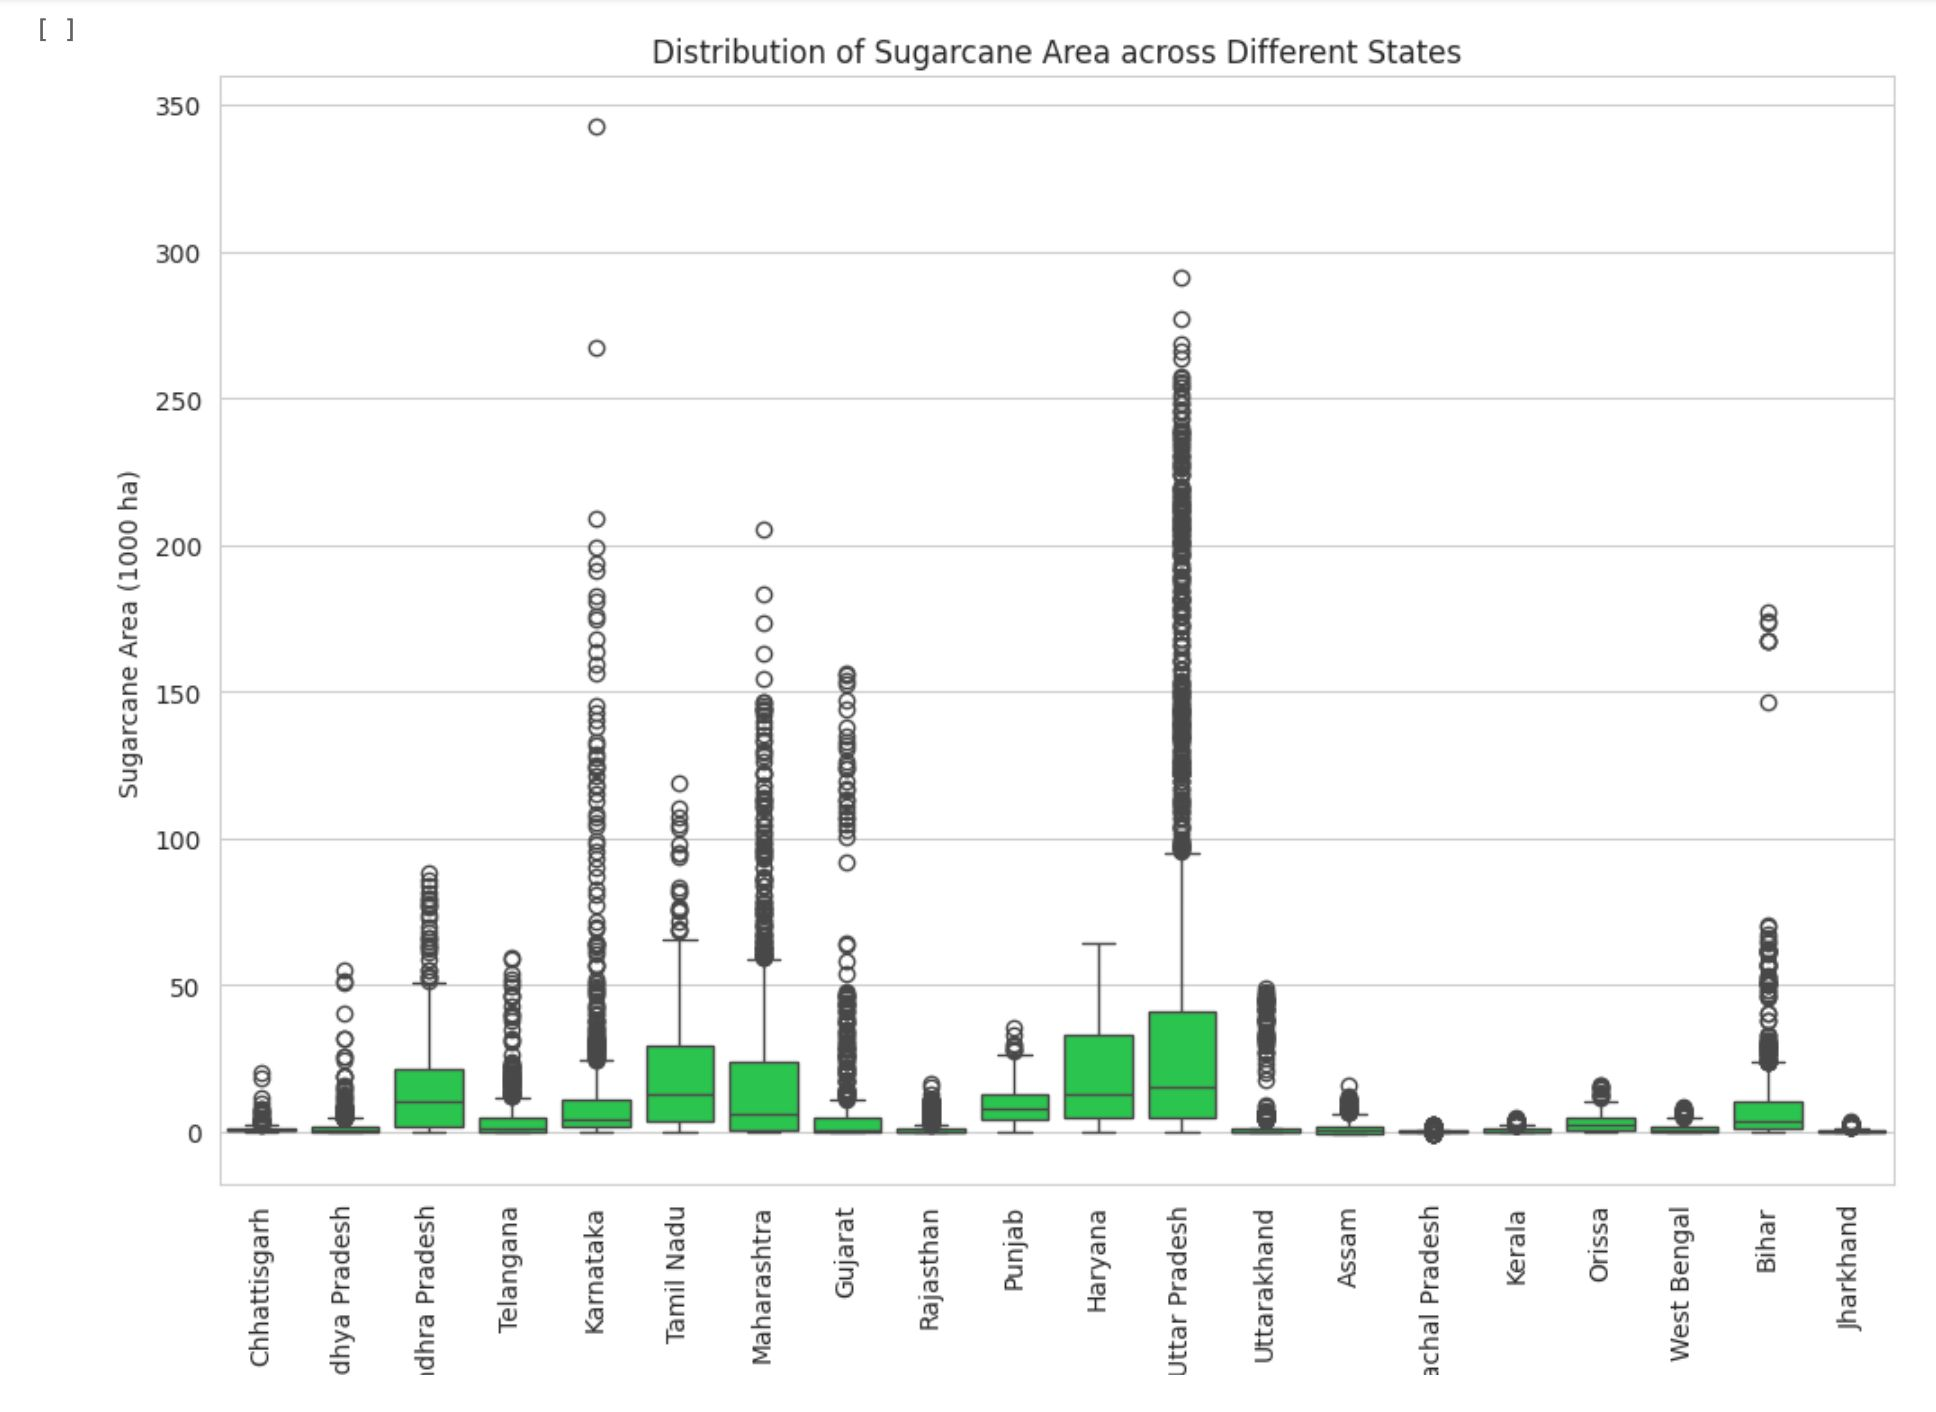 [ ]
Distribution of Sugarcane Area across Different States
350
300
250
200
150
100
50
0
Sugarcane Area (1000 ha)
Chhattisgarh
dhya Pradesh
dhra Pradesh
Telangana
Karnataka
Tamil Nadu
Maharashtra
Gujarat
Rajasthan
Punjab
Haryana
Uttar Pradesh
Uttarakhand
Assam
achal Pradesh
Kerala
Orissa
West Bengal
Bihar
Jharkhand